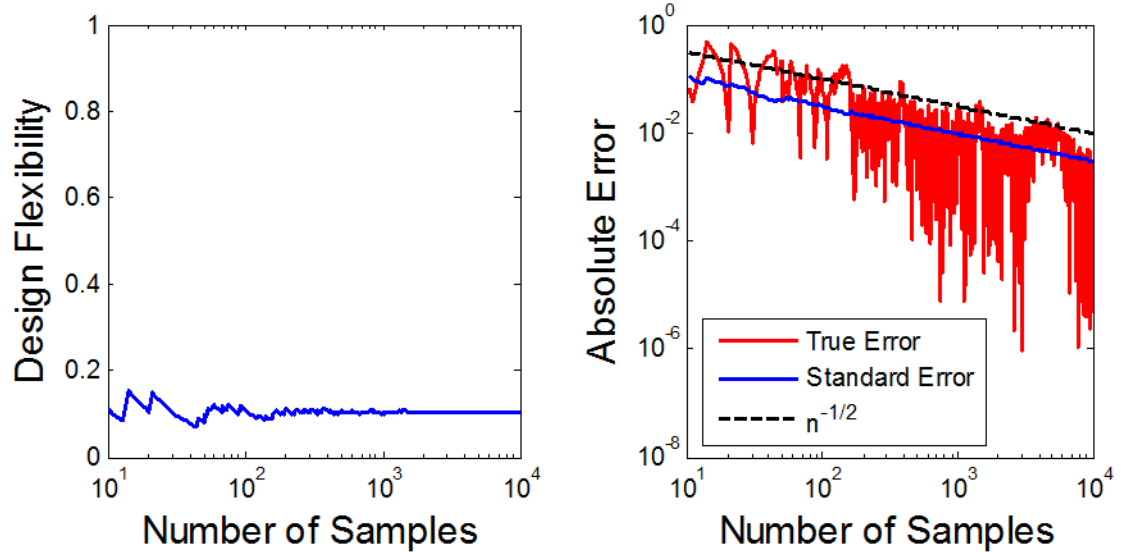 Design Flexibility
1
0.8
0.6
0.4
0.2
0
10^1
10^2
10^3
10^4
Number of Samples
Absolute Error
10^0
10^-2
10^-4
10^-6
10^-8
True Error
Standard Error
n^-1/2
10^1
10^2
10^3
10^4
Number of Samples